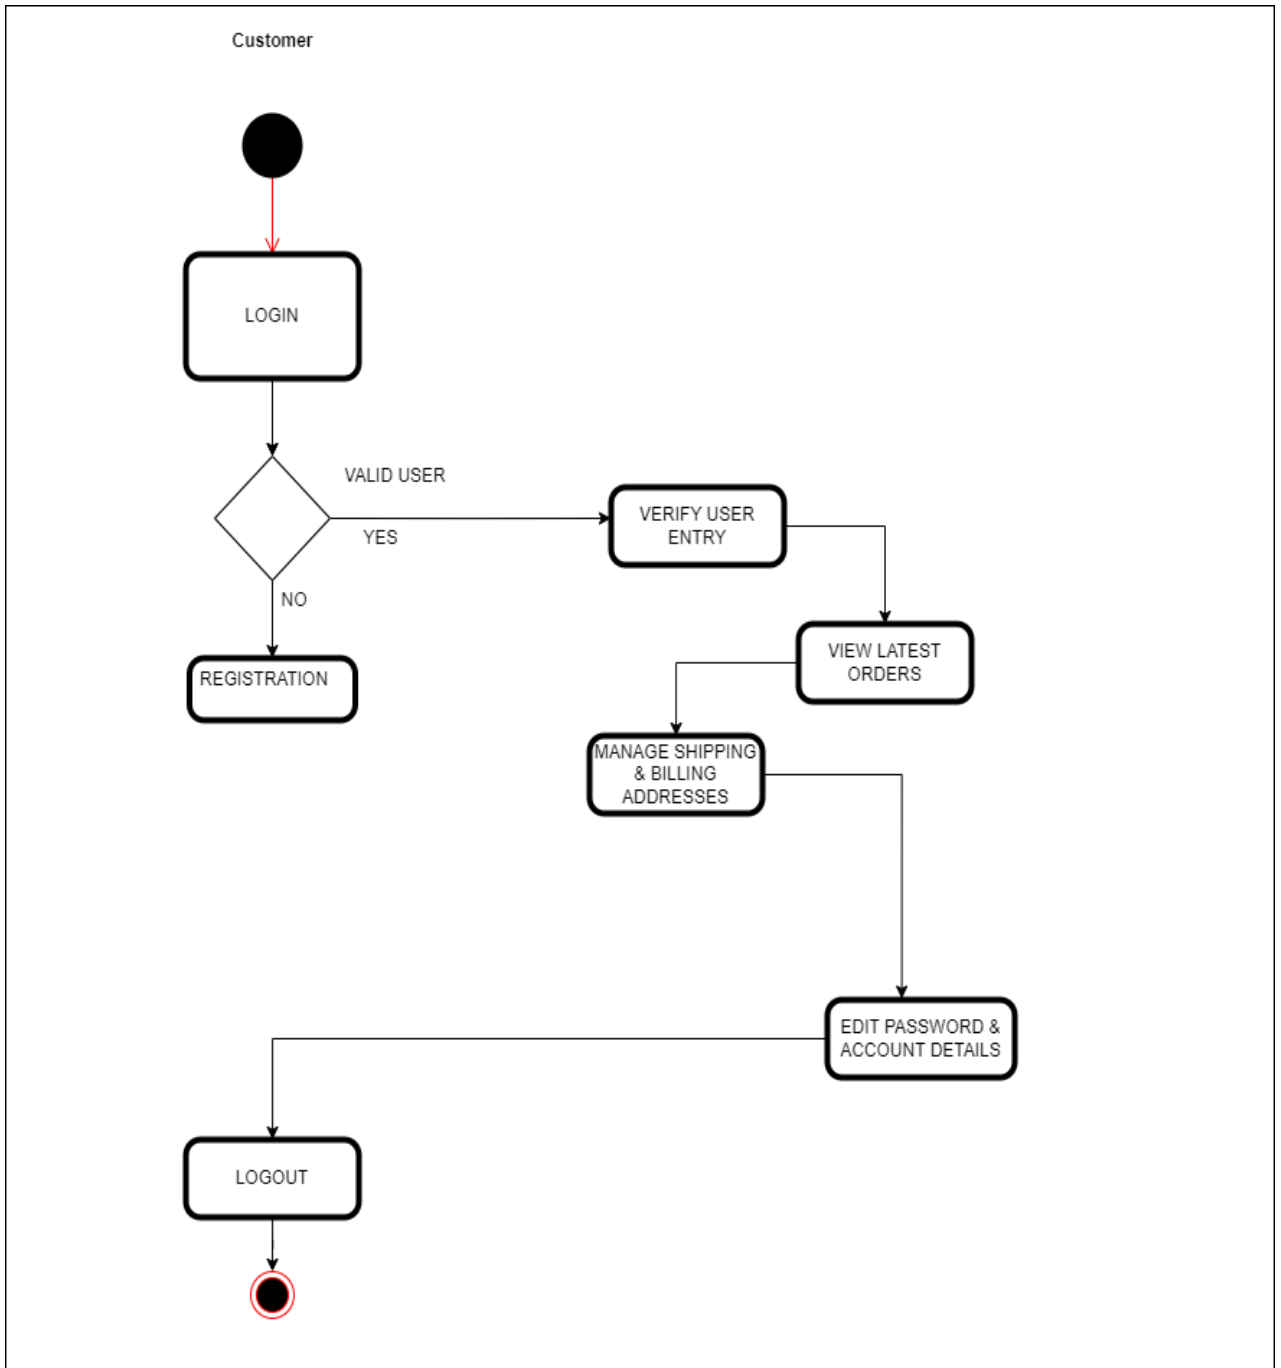 Customer
LOGIN
VALID USER
YES
VERIFY USER
ENTRY
NO
VIEW LATEST
ORDERS
REGISTRATION
MANAGE SHIPPING
& BILLING
ADDRESSES
EDIT PASSWORD &
ACCOUNT DETAILS
LOGOUT